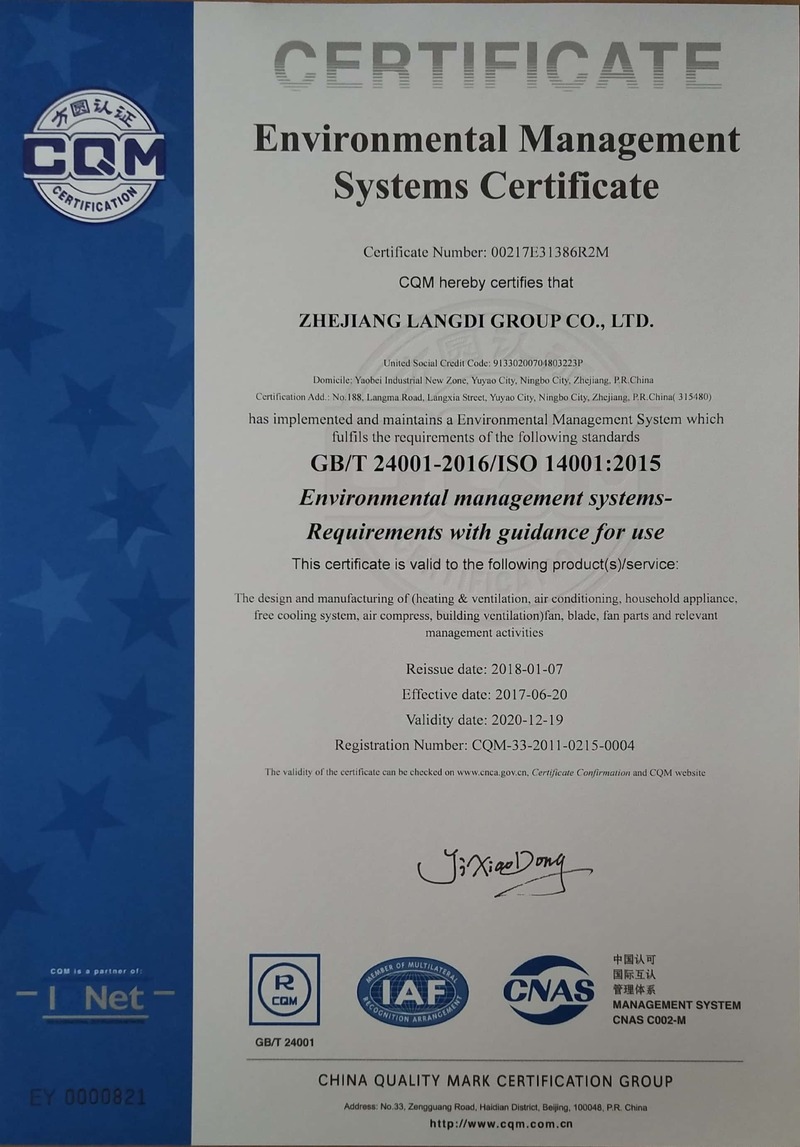 CERTIFICATE
方圆认证
CQM
CERTIFICATION
Environmental Management
Systems Certificate
Certificate Number: 00217E31386R2M
CQM hereby certifies that
ZHEJIANG LANGDI GROUP CO., LTD.
United Social Credit Code: 91330200704803223P
Domicile: Yaobei Industrial New Zone, Yuyao City, Ningbo City, Zhejiang, P.R.China
Certification Add.: No.188, Langma Road, Langxia Street, Yuyao City, Ningbo City, Zhejiang, P.R.China( 315480)
has implemented and maintains a Environmental Management System which
fulfils the requirements of the following standards
GB/T 24001-2016/ISO 14001:2015
Environmental management systems-
Requirements with guidance for use
This certificate is valid to the following product(s)/service:
The design and manufacturing of (heating & ventilation, air conditioning, household appliance,
free cooling system, air compress, building ventilation)fan, blade, fan parts and relevant
management activities
Reissue date: 2018-01-07
Effective date: 2017-06-20
Validity date: 2020-12-19
Registration Number: CQM-33-2011-0215-0004
The validity of the certificate can be checked on www.cnca.gov.cn, Certificate Confirmation and CQM website
Ji XiaoDong
CQM is a partner of:
I Net
EY 0000821
R
CQM
GB/T 24001
MEMBER OF MULTILATERAL
IAF
RECOGNITION ARRANGEMENT
CNAS
中国认可
国际互认
管理体系
MANAGEMENT SYSTEM
CNAS C002-M
CHINA QUALITY MARK CERTIFICATION GROUP
Address: No.33, Zengguang Road, Haidian District, Beijing, 100048, P.R. China
http://www.cqm.com.cn